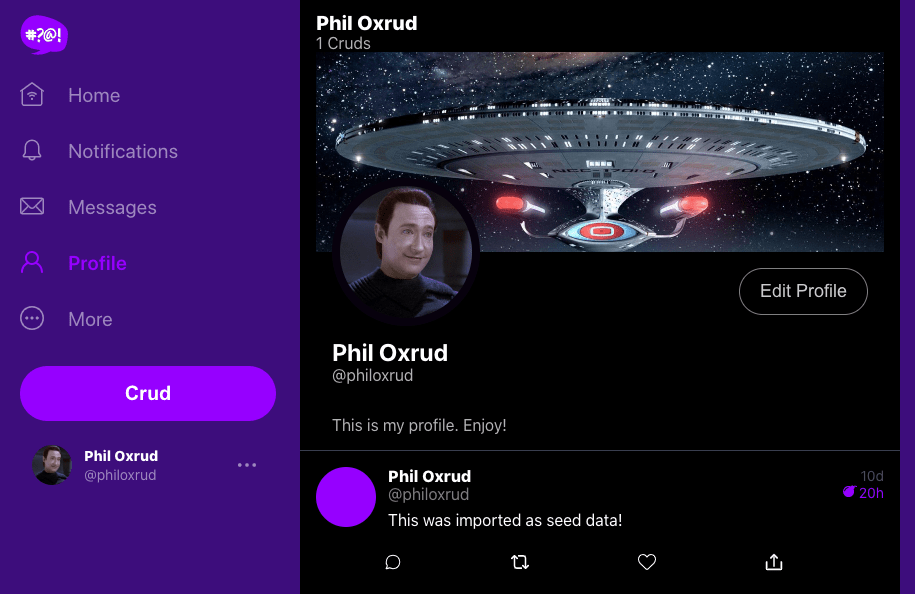 #?@!
Home
Notifications
Messages
Profile
More
Crud
Phil Oxrud
@philoxrud
Phil Oxrud
1 Cruds
Edit Profile
Phil Oxrud
@philoxrud
This is my profile. Enjoy!
Phil Oxrud
10d
@philoxrud
20h
This was imported as seed data!